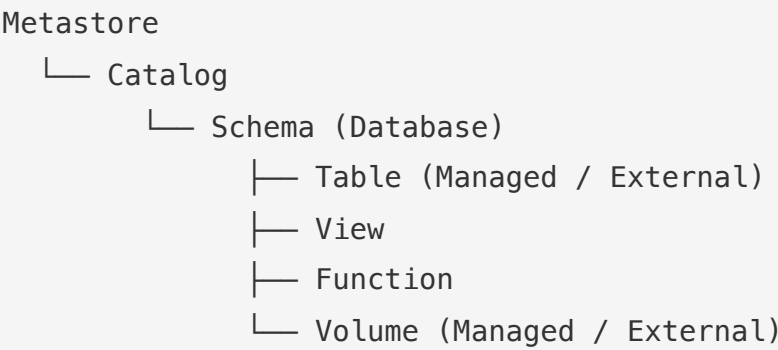 Metastore
└── Catalog
└── Schema (Database)
├── Table (Managed / External)
├── View
├── Function
└── Volume (Managed / External)